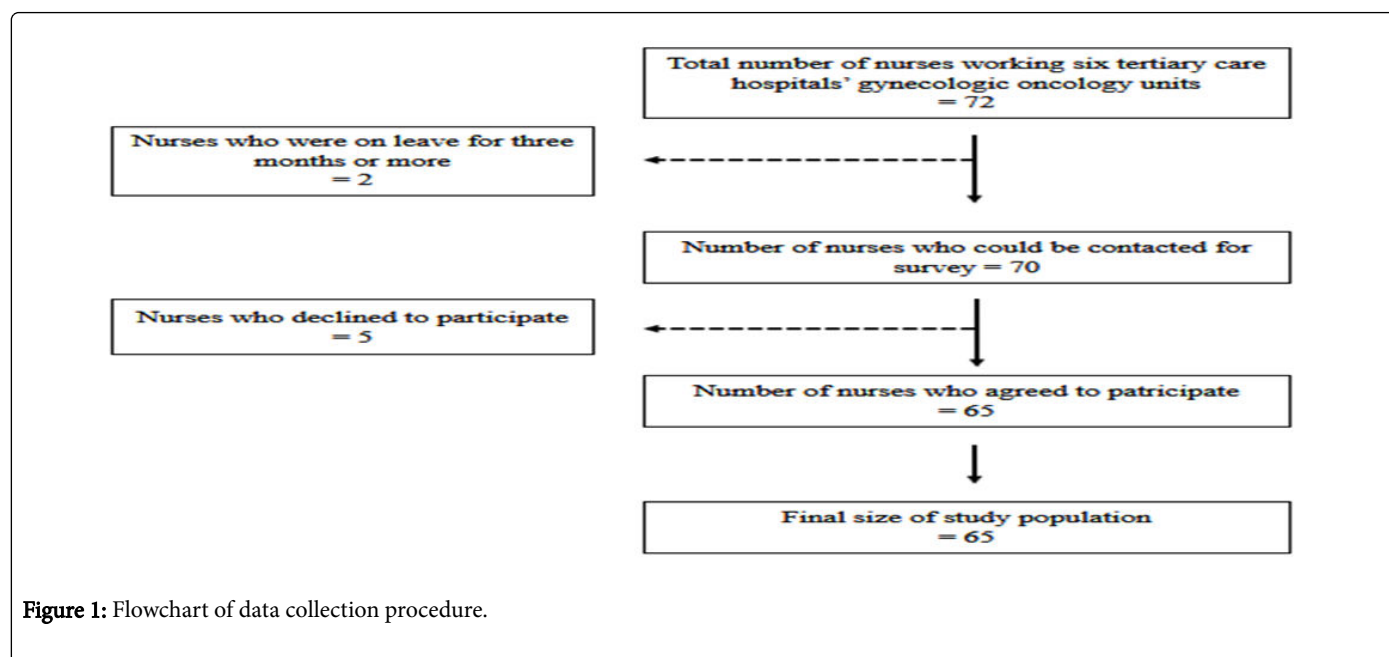 Total number of nurses working six tertiary care
hospitals’ gynecologic oncology units
= 72
Nurses who were on leave for three
months or more
= 2
Number of nurses who could be contacted for
survey = 70
Nurses who declined to participate
= 5
Number of nurses who agreed to patricipate
= 65
Final size of study population
= 65
Figure 1: Flowchart of data collection procedure.